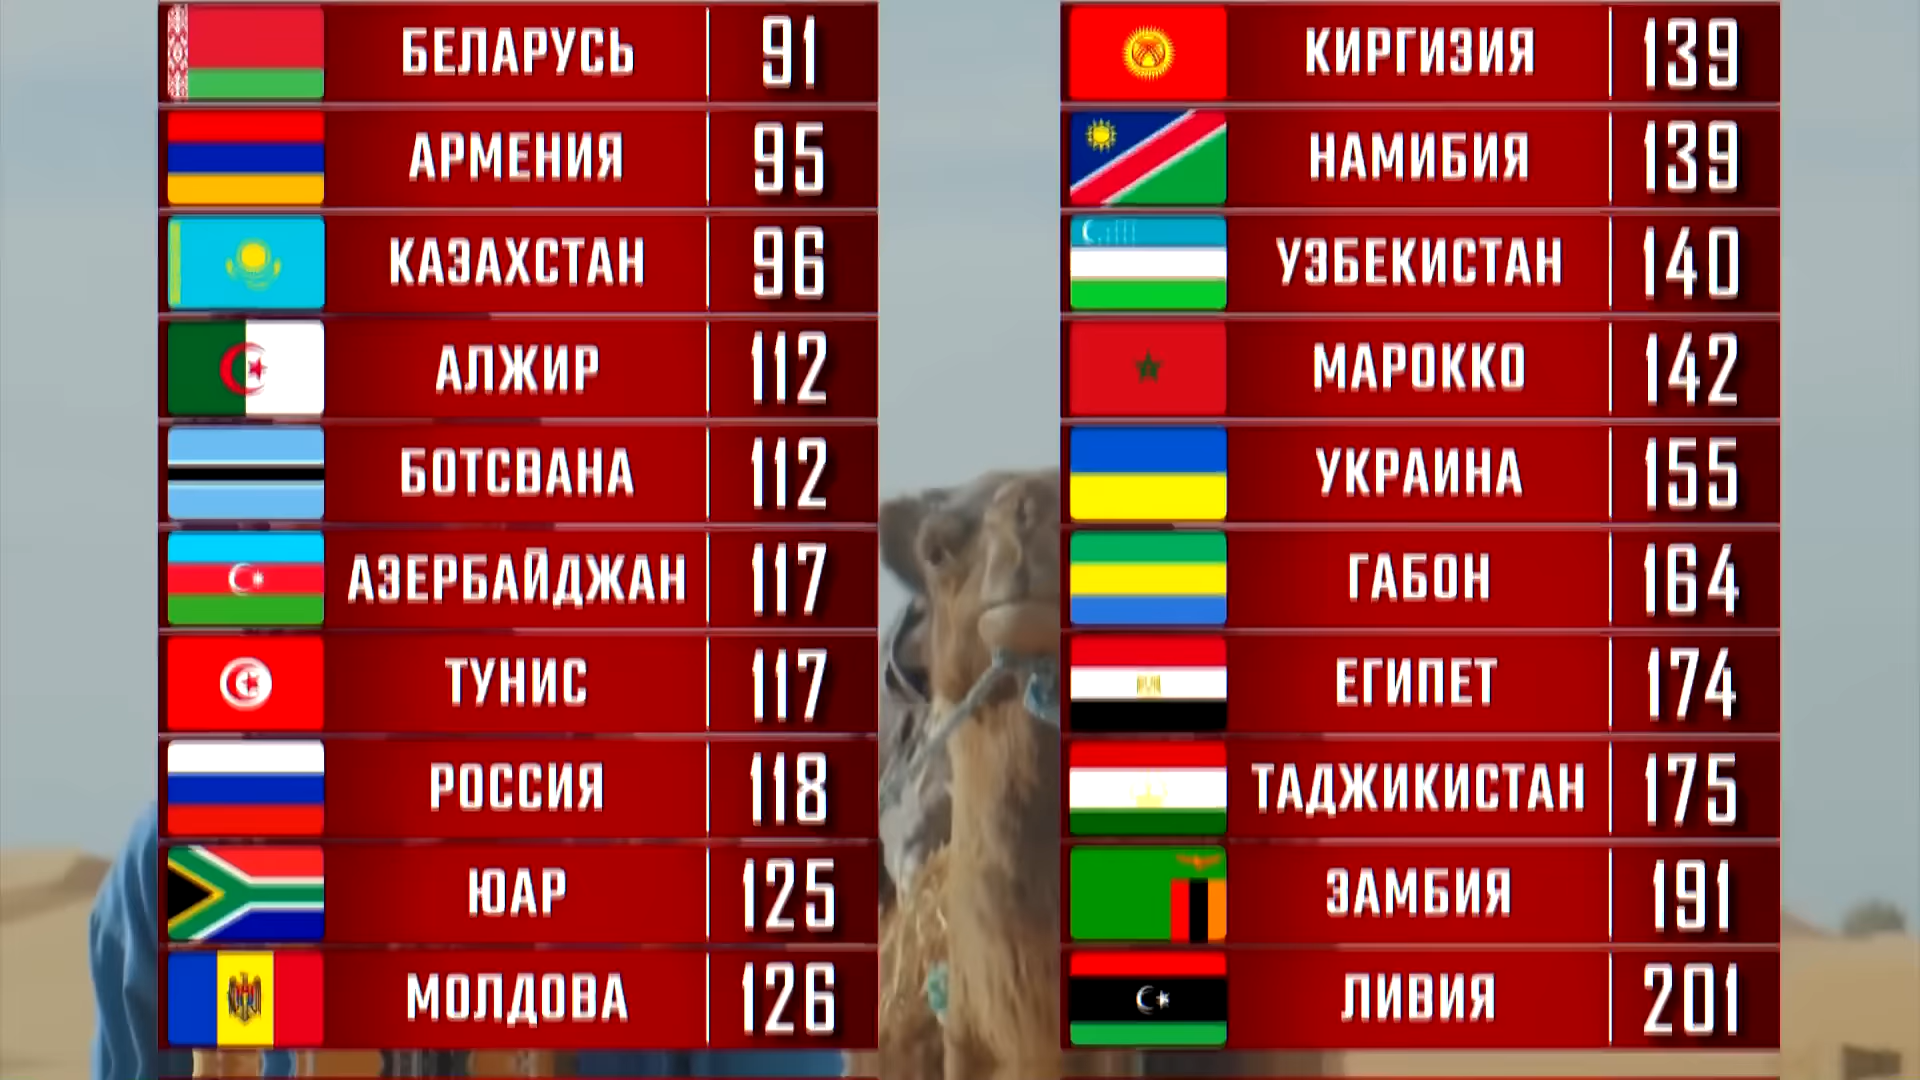 БЕЛАРУСЬ 91
АРМЕНИЯ 95
КАЗАХСТАН 96
АЛЖИР 112
БОТСВАНА 112
АЗЕРБАЙДЖАН 117
ТУНИС 117
РОССИЯ 118
ЮАР 125
МОЛДОВА 126
КИРГИЗИЯ 139
НАМИБИЯ 139
УЗБЕКИСТАН 140
МАРОККО 142
УКРАИНА 155
ГАБОН 164
ЕГИПЕТ 174
ТАДЖИКИСТАН 175
ЗАМБИЯ 191
ЛИВИЯ 201